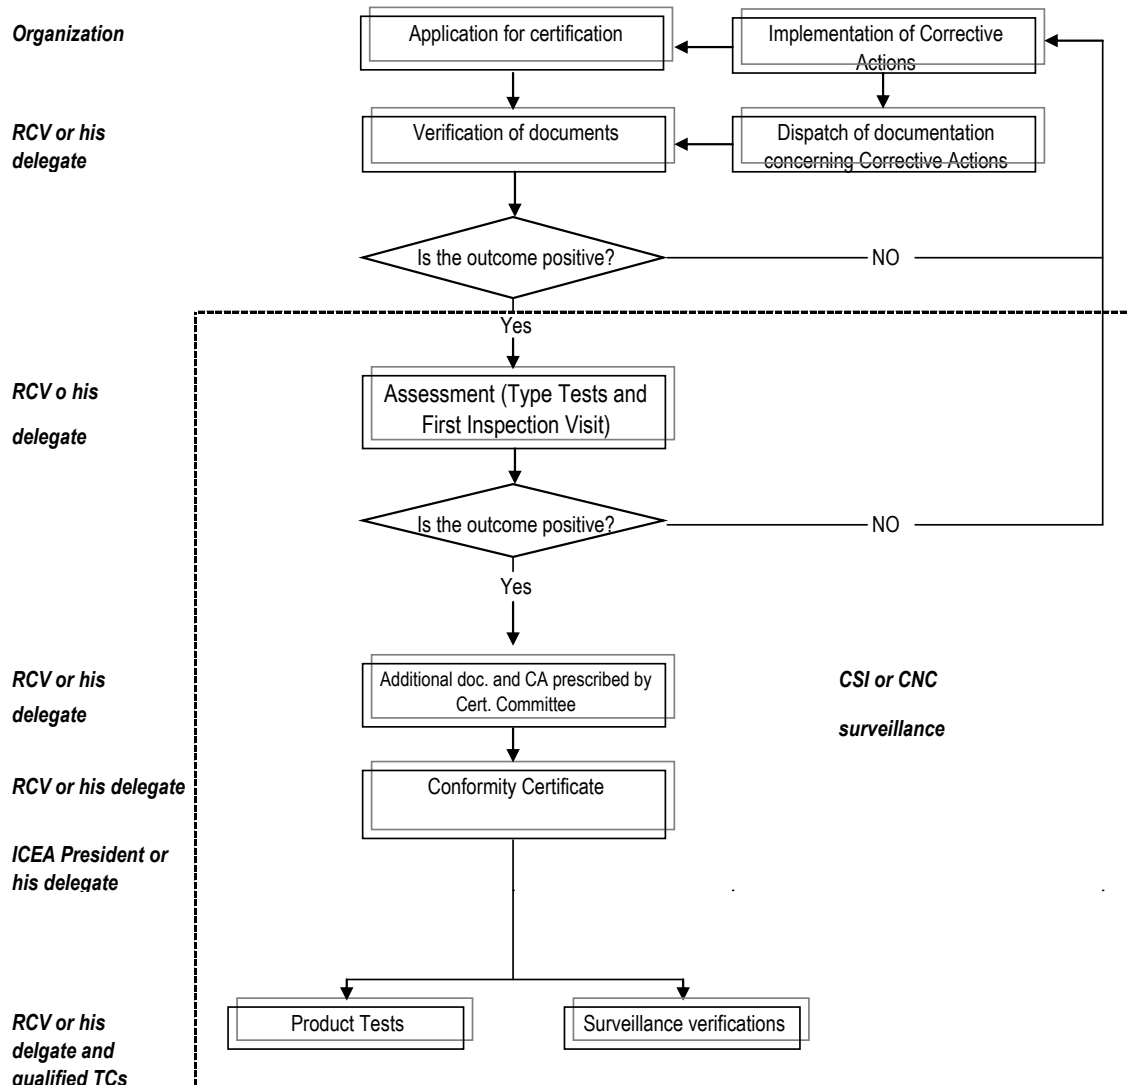 Organization
Application for certification
Implementation of Corrective
Actions
RCV or his
delegate
Verification of documents
Dispatch of documentation
concerning Corrective Actions
Is the outcome positive?
NO
Yes
RCV o his
delegate
Assessment (Type Tests and
First Inspection Visit)
Is the outcome positive?
NO
Yes
RCV or his
delegate
Additional doc. and CA prescribed by
Cert. Committee
CSI or CNC
surveillance
RCV or his delegate
Conformity Certificate
ICEA President or
his delegate
RCV or his
delgate and
qualified TCs
Product Tests
Surveillance verifications